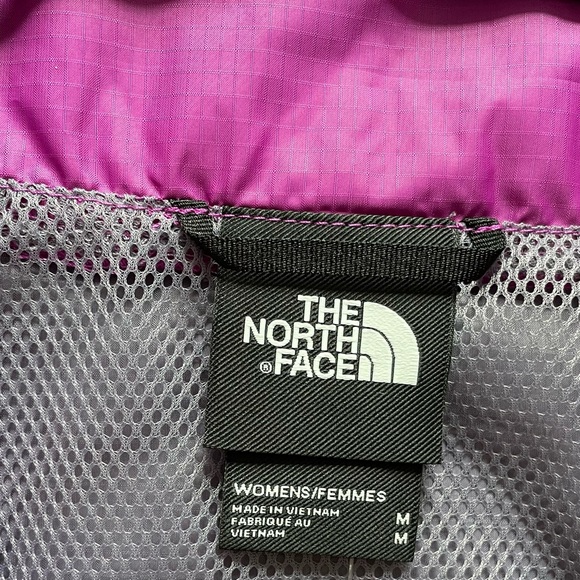 THE
NORTH
® FACE
WOMENS/FEMMES
MADE IN VIETNAM
FABRIQUÉ AU
VIETNAM
M
M